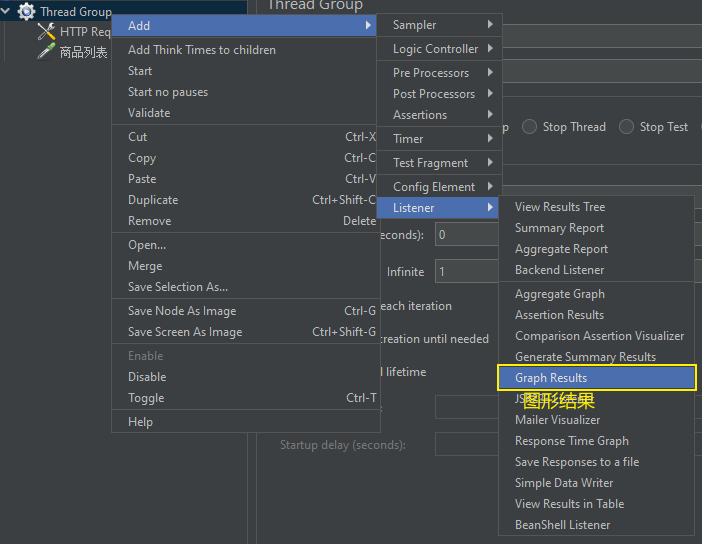 Thread Group
HTTP Req
商品列表
Thread Group
Add
Add Think Times to children
Start
Start no pauses
Validate
Cut Ctrl-X
Copy Ctrl-C
Paste Ctrl-V
Duplicate Ctrl+Shift-C
Remove Delete
Open...
Merge
Save Selection As...
Save Node As Image Ctrl-G
Save Screen As Image Ctrl+Shift-G
Enable
Disable
Toggle Ctrl-T
Help
Sampler
Logic Controller
Pre Processors
Post Processors
Assertions
Timer
Test Fragment
Config Element
Listener
p Stop Thread Stop Test
econds): 0
Infinite 1
each iteration
creation until needed
d lifetime
Startup delay (seconds):
View Results Tree
Summary Report
Aggregate Report
Backend Listener
Aggregate Graph
Assertion Results
Comparison Assertion Visualizer
Generate Summary Results
Graph Results
图形结果
Mailer Visualizer
Response Time Graph
Save Responses to a file
Simple Data Writer
View Results in Table
BeanShell Listener